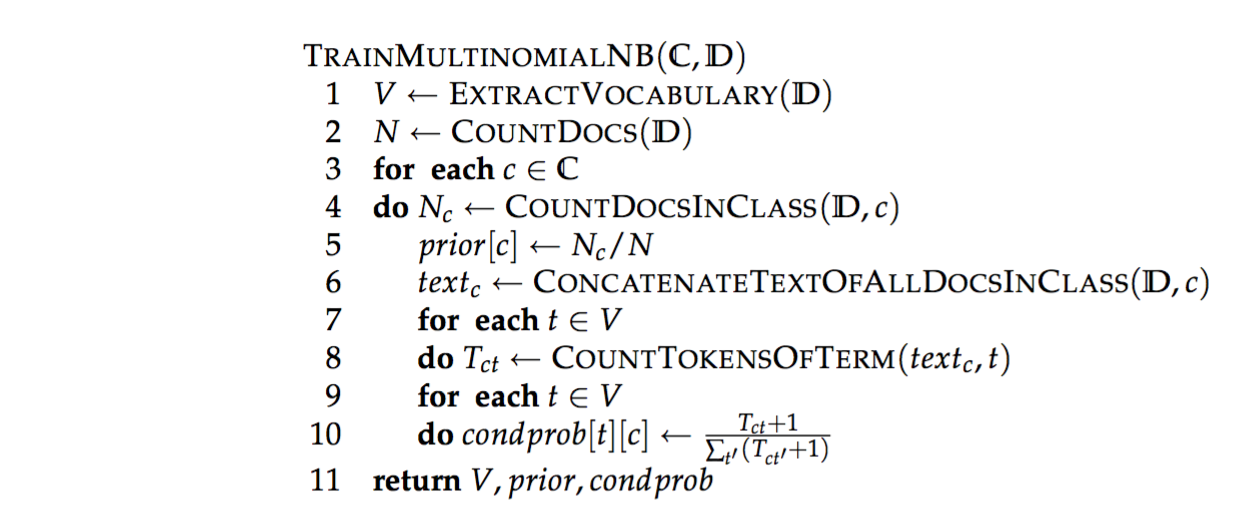 TRAINMULTINOMIALNB(ℂ, 𝔻)
1 V ← EXTRACTVOCABULARY(𝔻)
2 N ← COUNTDOCS(𝔻)
3 for each c ∈ ℂ
4 do N_c ← COUNTDOCSINCLASS(𝔻, c)
5 prior[c] ← N_c/N
6 text_c ← CONCATENATETEXTOFALLDOCSINCLASS(𝔻, c)
7 for each t ∈ V
8 do T_ct ← COUNTTOKENSOFTERM(text_c, t)
9 for each t ∈ V
10 do condprob[t][c] ← (T_ct+1)/(∑_t′(T_ct′+1))
11 return V, prior, condprob